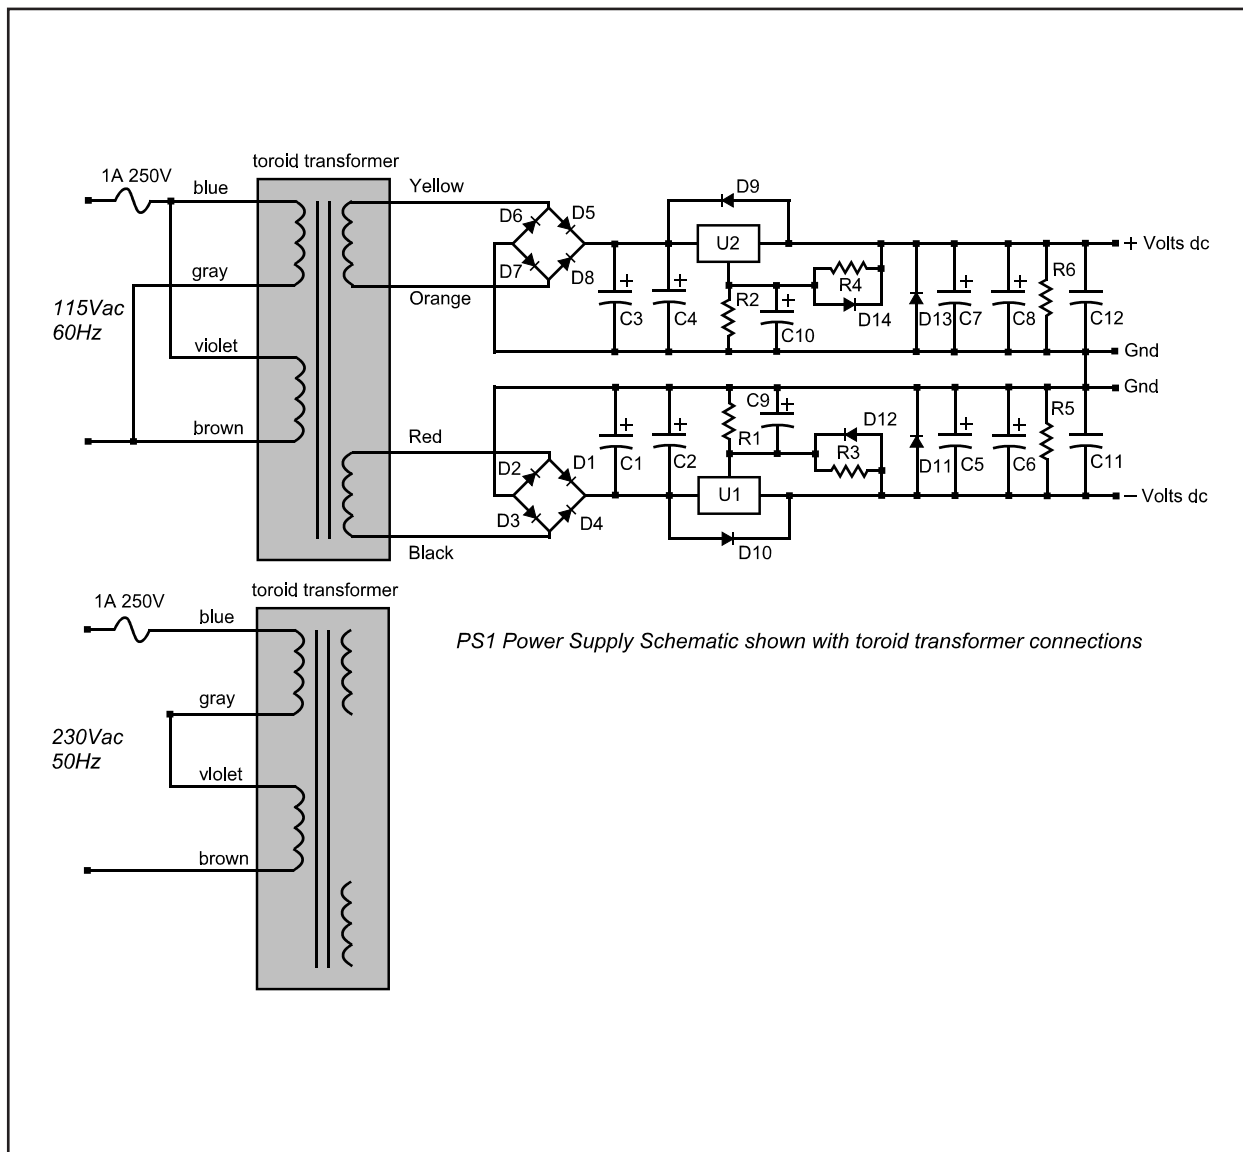 toroid transformer
1A 250V
blue
gray
115Vac
60Hz
violet
brown
Yellow
Orange
Red
Black
D6
D5
D7
D8
C3
C4
D9
U2
R2
C10
R4
D14
D13
C7
C8
R6
C12
+ Volts dc
Gnd
Gnd
D2
D1
D3
D4
C1
C2
R1
C9
D12
R3
U1
D10
D11
C5
C6
R5
C11
– Volts dc
toroid transformer
1A 250V
blue
gray
230Vac
50Hz
violet
brown
PS1 Power Supply Schematic shown with toroid transformer connections